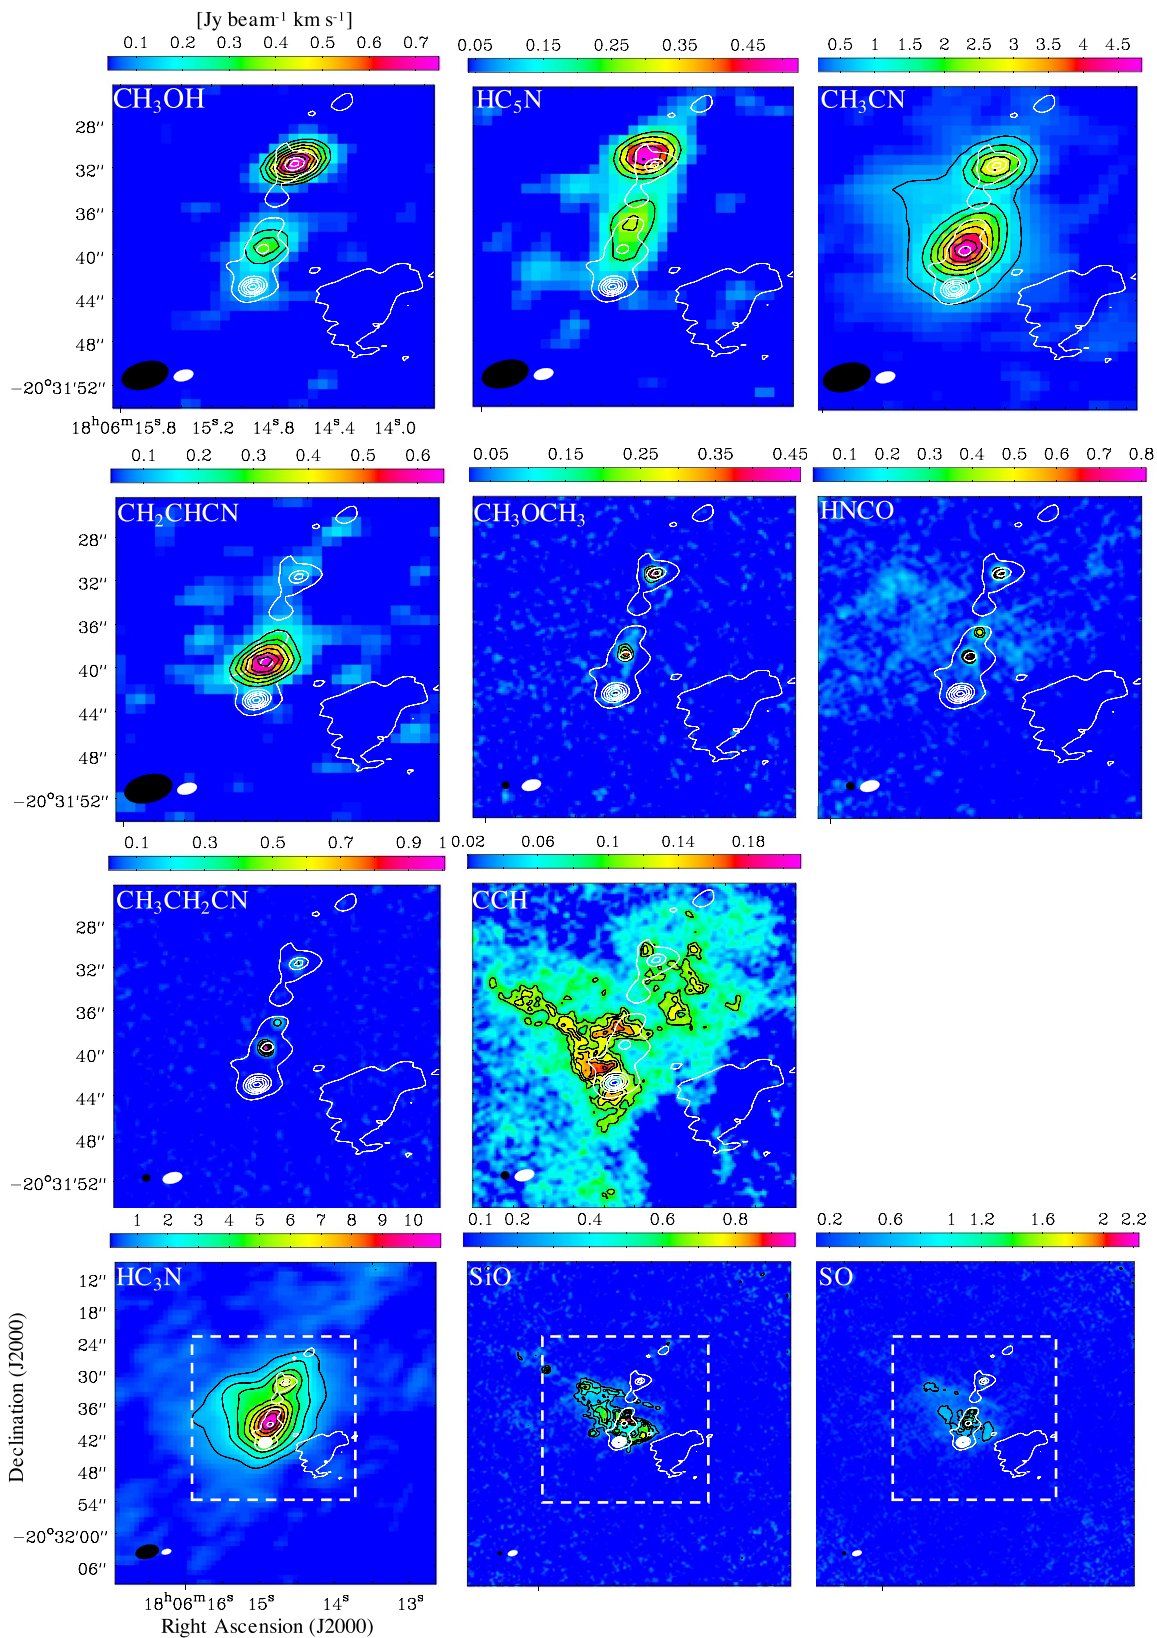 [Jy beam⁻¹ km s⁻¹]
0.1 0.2 0.3 0.4 0.5 0.6 0.7
0.05 0.15 0.25 0.35 0.45
0.5 1 1.5 2 2.5 3 3.5 4 4.5
CH₃OH
HC₅N
CH₃CN
28″
32″
36″
40″
44″
48″
−20°31′52″
18ʰ06ᵐ15ˢ.8 15ˢ.2 14ˢ.8 14ˢ.4 14ˢ.0
0.1 0.2 0.3 0.4 0.5 0.6
0.05 0.15 0.25 0.35 0.45
0.1 0.2 0.3 0.4 0.5 0.6 0.7 0.8
CH₂CHCN
CH₃OCH₃
HNCO
28″
32″
36″
40″
44″
48″
−20°31′52″
0.1 0.3 0.5 0.7 0.9 1
0.02 0.06 0.1 0.14 0.18
CH₃CH₂CN
CCH
28″
32″
36″
40″
44″
48″
−20°31′52″
1 2 3 4 5 6 7 8 9 10
0.1 0.2 0.4 0.6 0.8
0.2 0.6 1 1.2 1.6 2 2.2
HC₃N
SiO
SO
12″
18″
24″
30″
36″
42″
48″
54″
−20°32′00″
06″
18ʰ06ᵐ16ˢ 15ˢ 14ˢ 13ˢ
Right Ascension (J2000)
Declination (J2000)